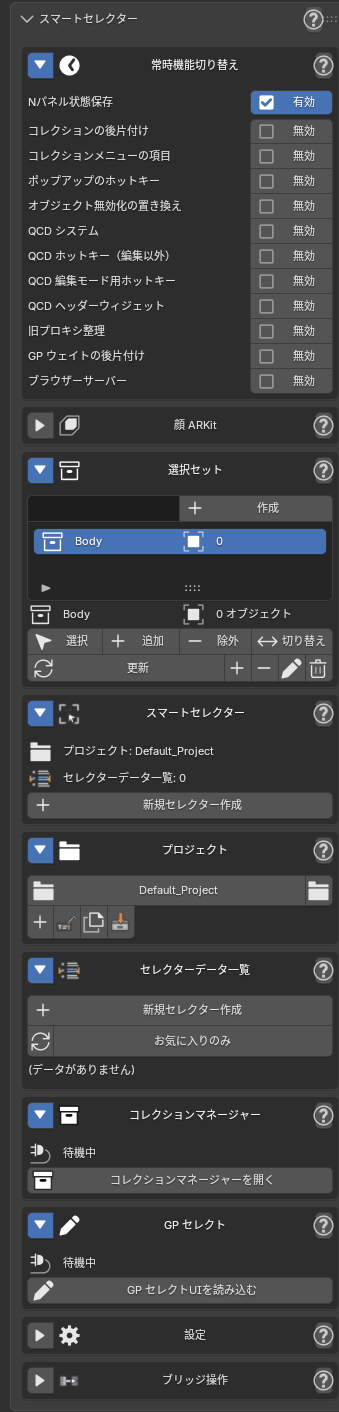 スマートセレクター
常時機能切り替え
Nパネル状態保存 有効
コレクションの後片付け 無効
コレクションメニューの項目 無効
ポップアップのホットキー 無効
オブジェクト無効化の置き換え 無効
QCD システム 無効
QCD ホットキー（編集以外） 無効
QCD 編集モード用ホットキー 無効
QCD ヘッダーウィジェット 無効
旧プロキシ整理 無効
GP ウェイトの後片付け 無効
ブラウザーサーバー 無効
顔 ARKit
選択セット
作成
Body 0
Body 0 オブジェクト
選択 追加 除外 切り替え
更新
スマートセレクター
プロジェクト: Default_Project
セレクターデータ一覧: 0
新規セレクター作成
プロジェクト
Default_Project
セレクターデータ一覧
新規セレクター作成
お気に入りのみ
(データがありません)
コレクションマネージャー
待機中
コレクションマネージャーを開く
GP セレクト
待機中
GP セレクトUIを読み込む
設定
ブリッジ操作